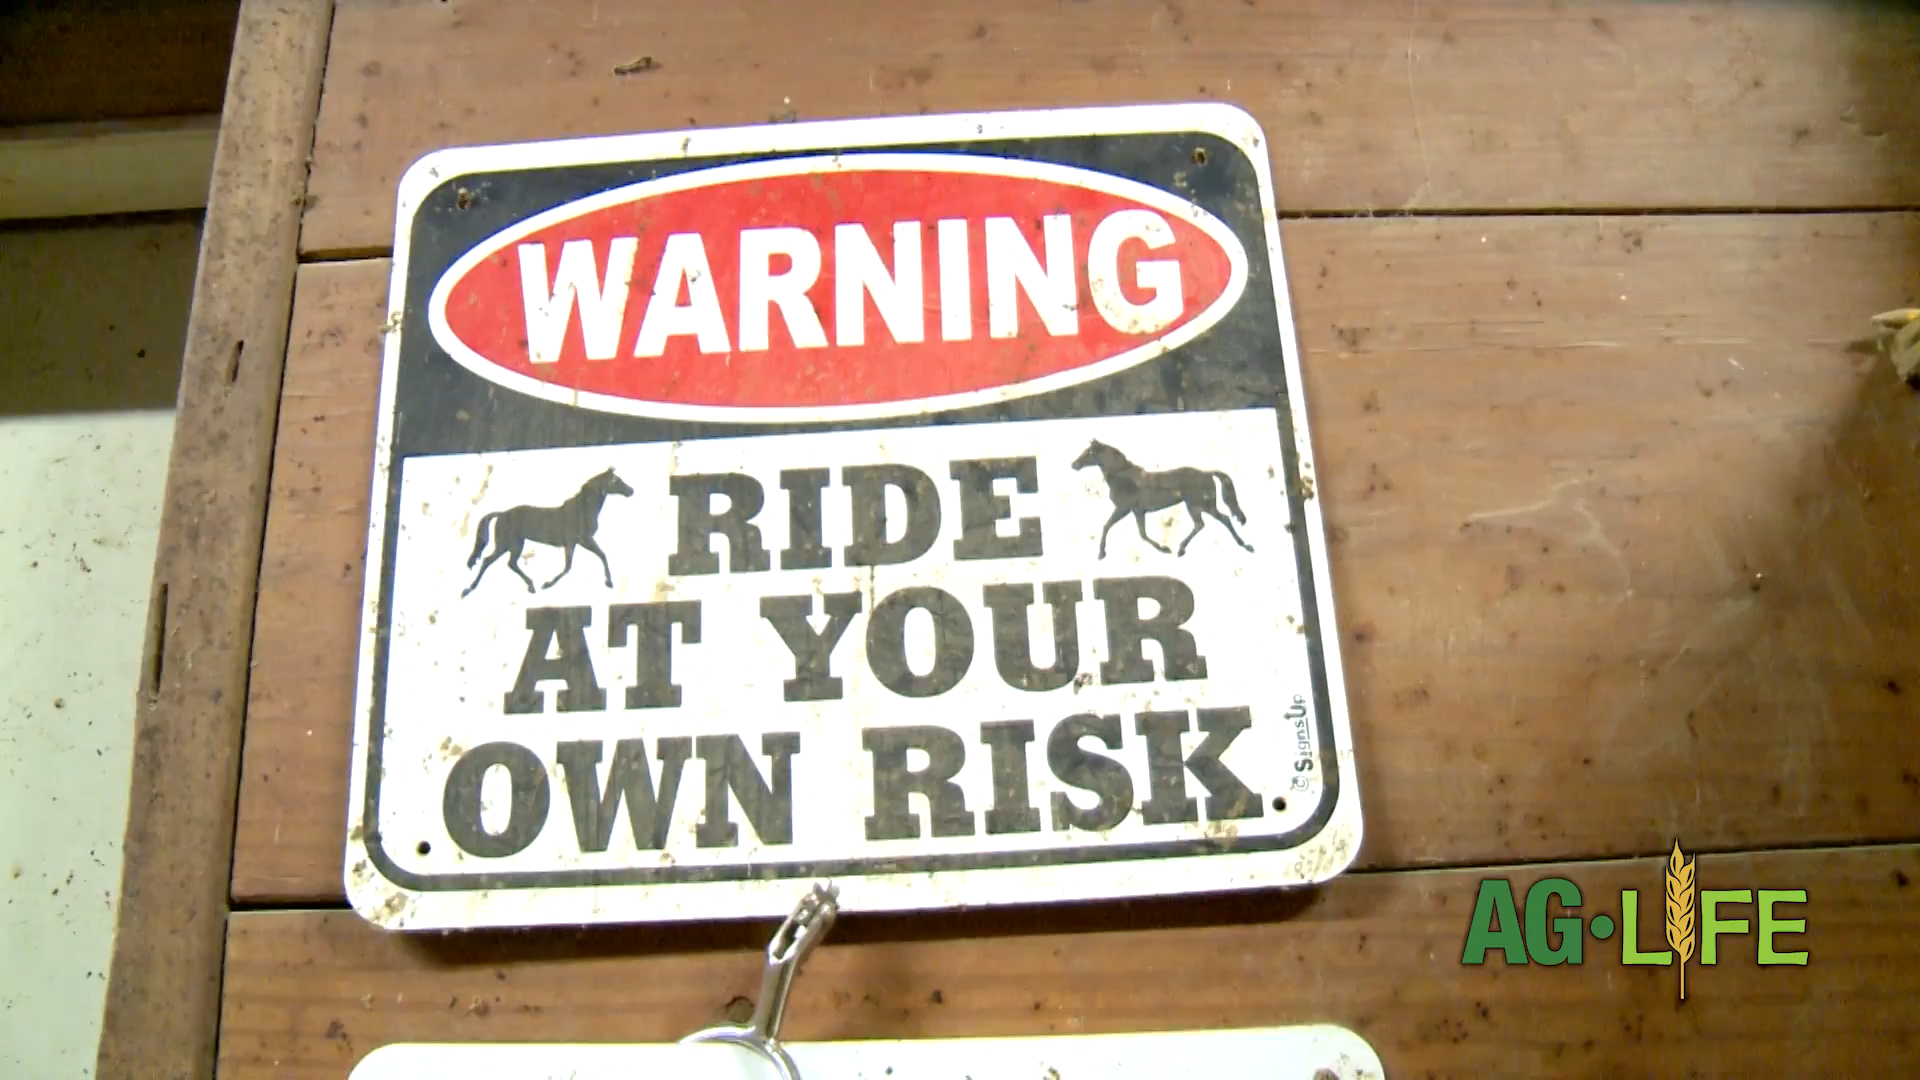 WARNING
RIDE
AT YOUR
OWN RISK
© SignsUp
AG·LIFE